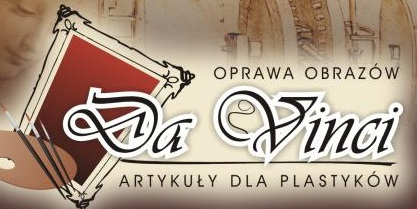 OPRAWA OBRAZÓW
Da Vinci
ARTYKUŁY DLA PLASTYKÓW